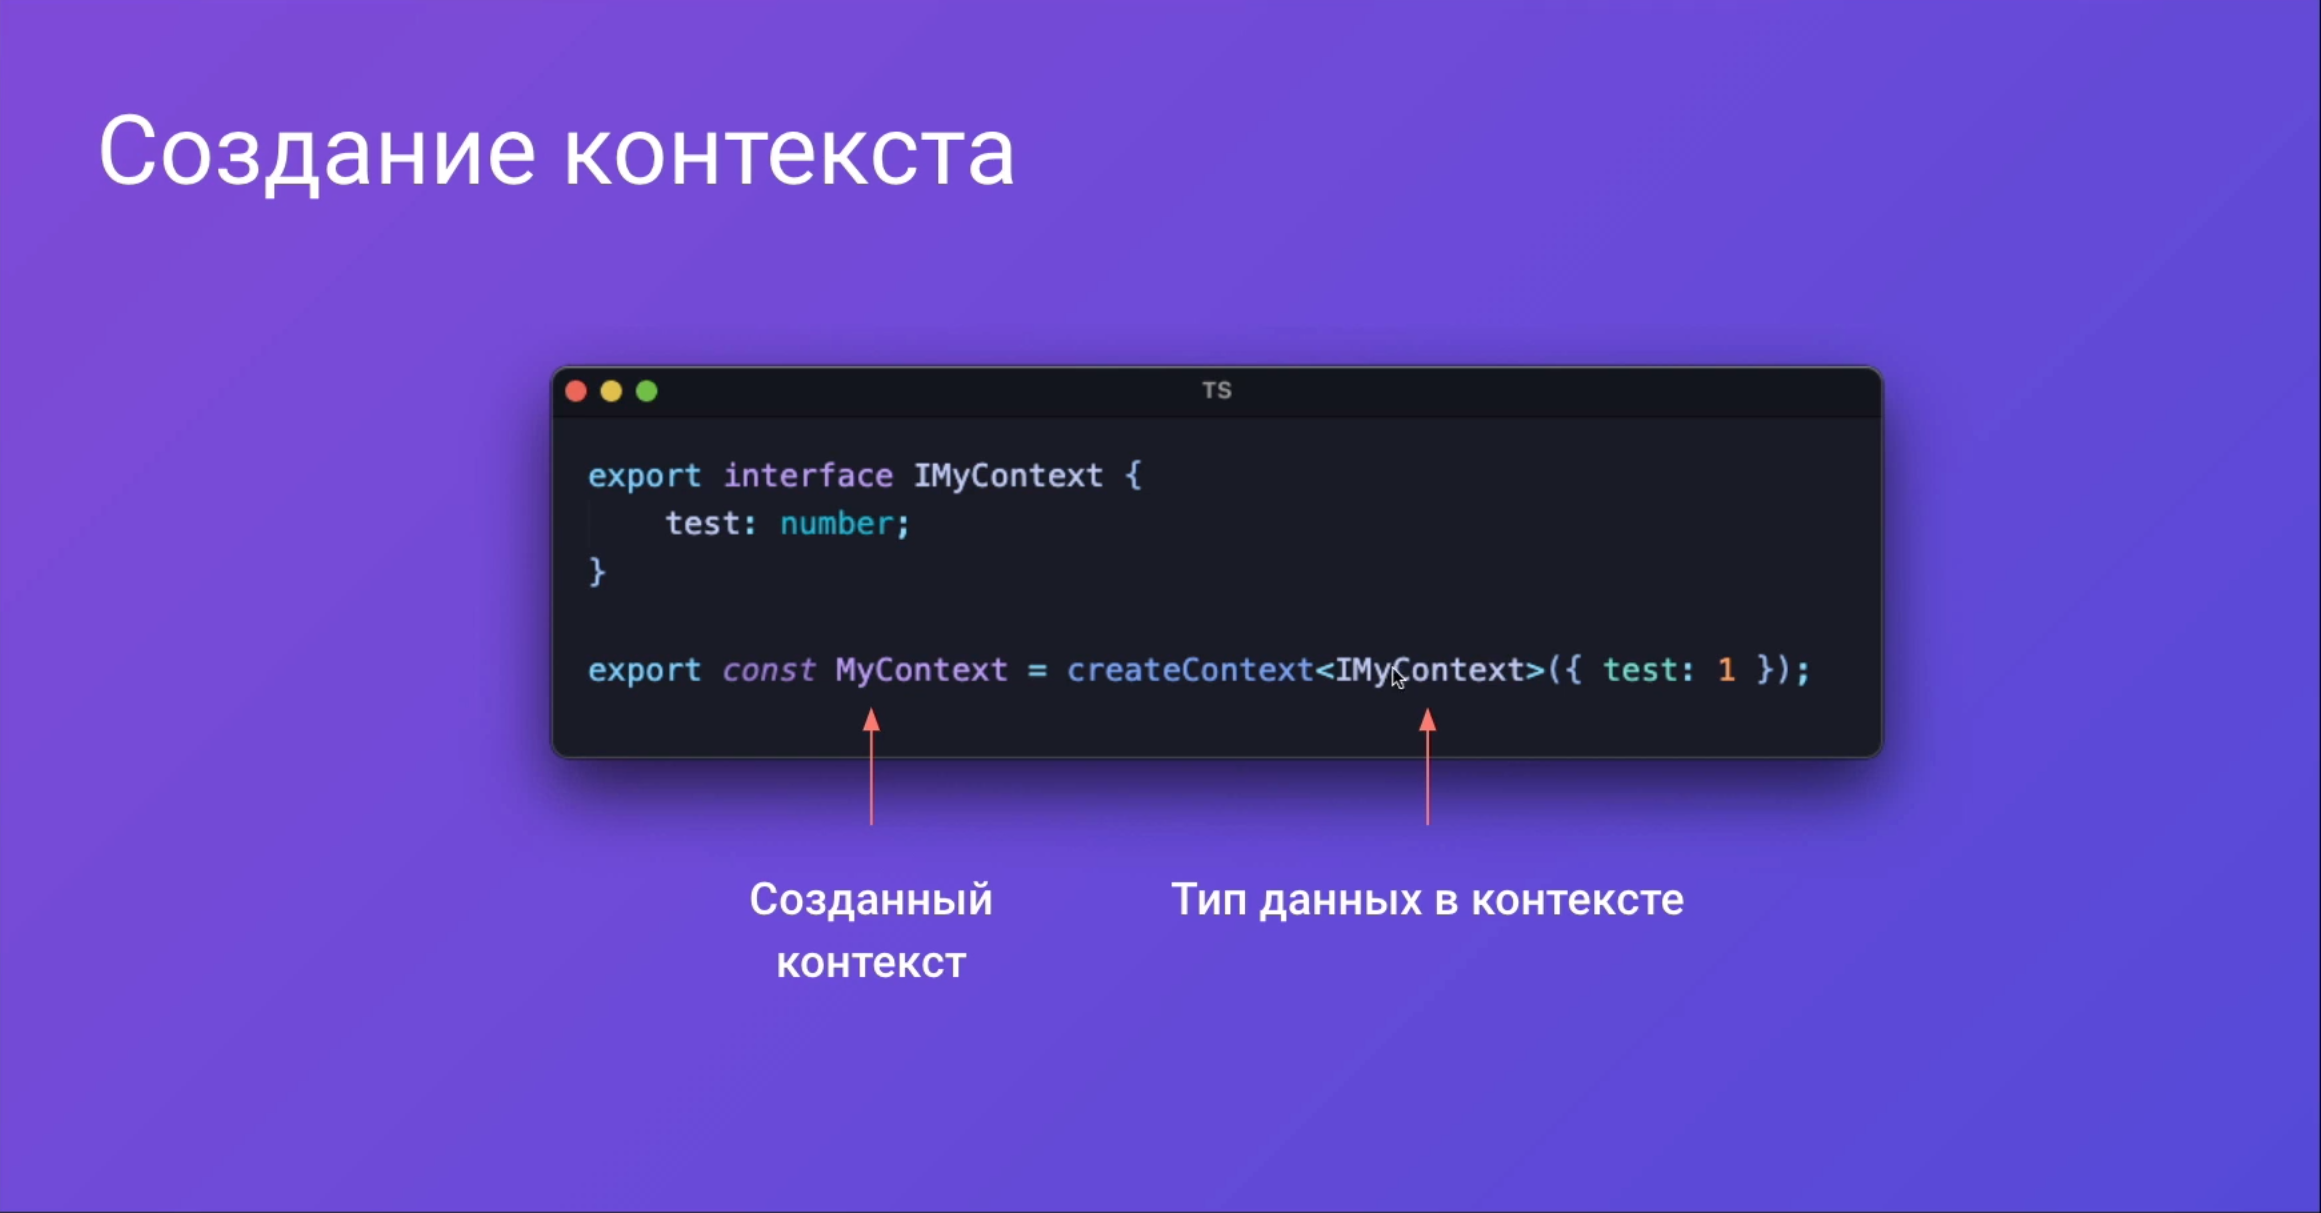 Создание контекста
TS
export interface IMyContext {
    test: number;
}
export const MyContext = createContext<IMyContext>({ test: 1 });
Созданный
контекст
Тип данных в контексте